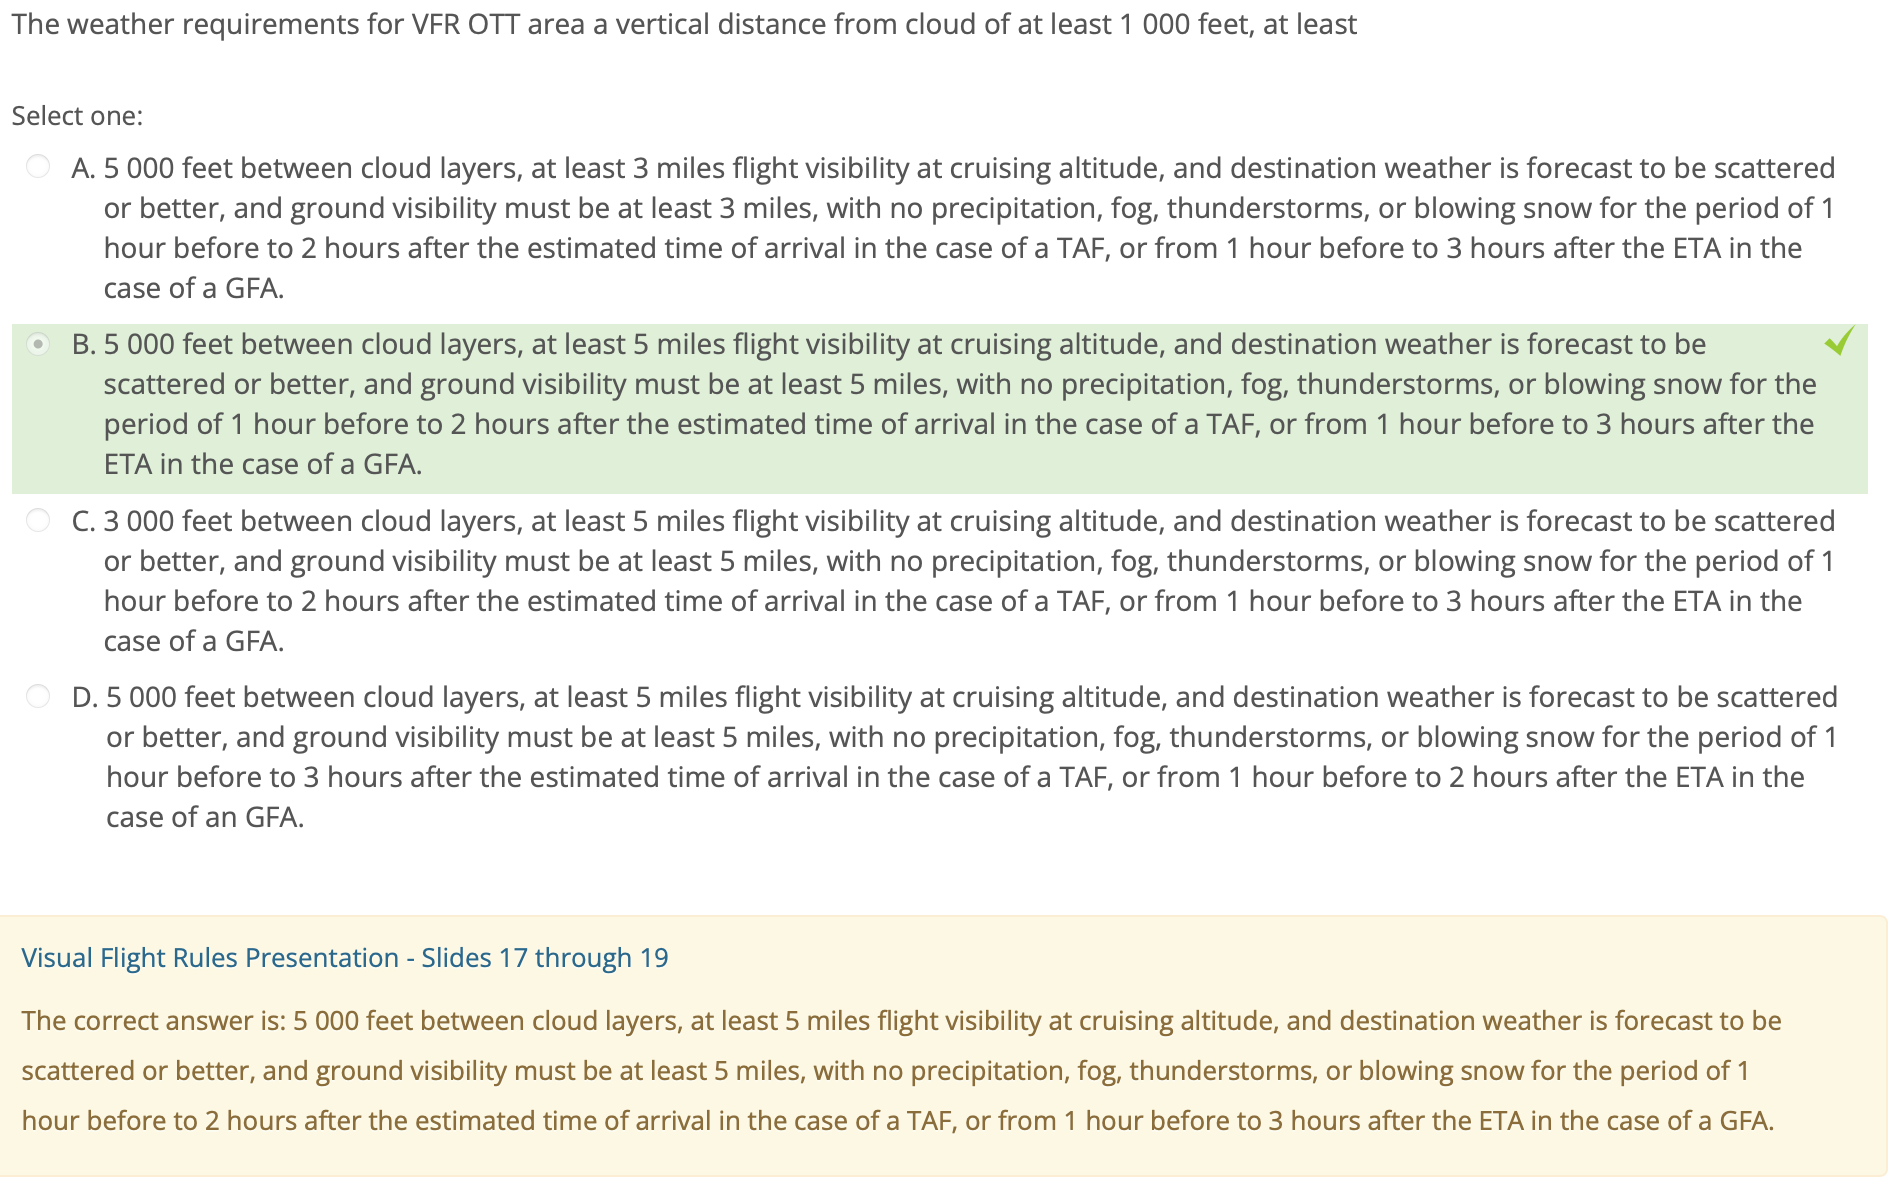 The weather requirements for VFR OTT area a vertical distance from cloud of at least 1 000 feet, at least
Select one:
A. 5 000 feet between cloud layers, at least 3 miles flight visibility at cruising altitude, and destination weather is forecast to be scattered
or better, and ground visibility must be at least 3 miles, with no precipitation, fog, thunderstorms, or blowing snow for the period of 1
hour before to 2 hours after the estimated time of arrival in the case of a TAF, or from 1 hour before to 3 hours after the ETA in the
case of a GFA.
B. 5 000 feet between cloud layers, at least 5 miles flight visibility at cruising altitude, and destination weather is forecast to be
scattered or better, and ground visibility must be at least 5 miles, with no precipitation, fog, thunderstorms, or blowing snow for the
period of 1 hour before to 2 hours after the estimated time of arrival in the case of a TAF, or from 1 hour before to 3 hours after the
ETA in the case of a GFA.
C. 3 000 feet between cloud layers, at least 5 miles flight visibility at cruising altitude, and destination weather is forecast to be scattered
or better, and ground visibility must be at least 5 miles, with no precipitation, fog, thunderstorms, or blowing snow for the period of 1
hour before to 2 hours after the estimated time of arrival in the case of a TAF, or from 1 hour before to 3 hours after the ETA in the
case of a GFA.
D. 5 000 feet between cloud layers, at least 5 miles flight visibility at cruising altitude, and destination weather is forecast to be scattered
or better, and ground visibility must be at least 5 miles, with no precipitation, fog, thunderstorms, or blowing snow for the period of 1
hour before to 3 hours after the estimated time of arrival in the case of a TAF, or from 1 hour before to 2 hours after the ETA in the
case of an GFA.
Visual Flight Rules Presentation - Slides 17 through 19
The correct answer is: 5 000 feet between cloud layers, at least 5 miles flight visibility at cruising altitude, and destination weather is forecast to be
scattered or better, and ground visibility must be at least 5 miles, with no precipitation, fog, thunderstorms, or blowing snow for the period of 1
hour before to 2 hours after the estimated time of arrival in the case of a TAF, or from 1 hour before to 3 hours after the ETA in the case of a GFA.